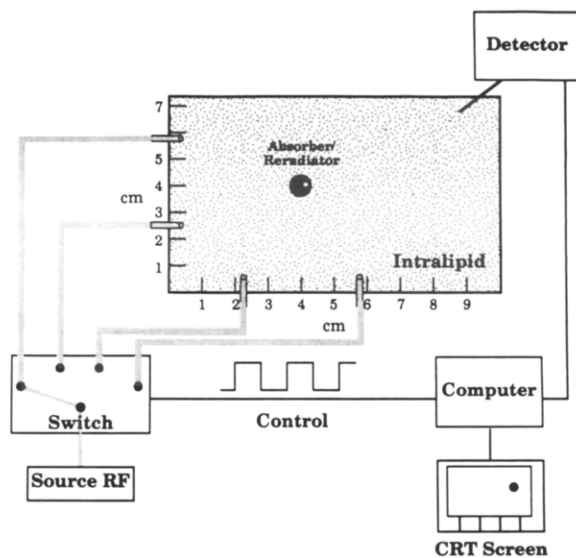 Detector
7
6
5
4
3
2
1
cm
Absorber/
Reradiator
Intralipid
1 2 3 4 5 6 7 8 9
cm
Switch
Control
Computer
Source RF
CRT Screen